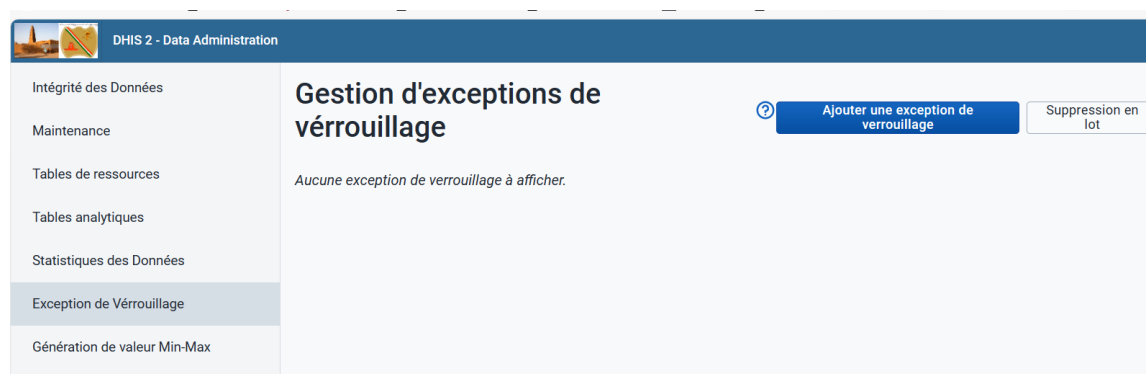 DHIS 2 - Data Administration
Intégrité des Données
Maintenance
Tables de ressources
Tables analytiques
Statistiques des Données
Exception de Vérrouillage
Génération de valeur Min-Max
Gestion d'exceptions de
vérrouillage
Ajouter une exception de
verrouillage
Suppression en
lot
Aucune exception de verrouillage à afficher.